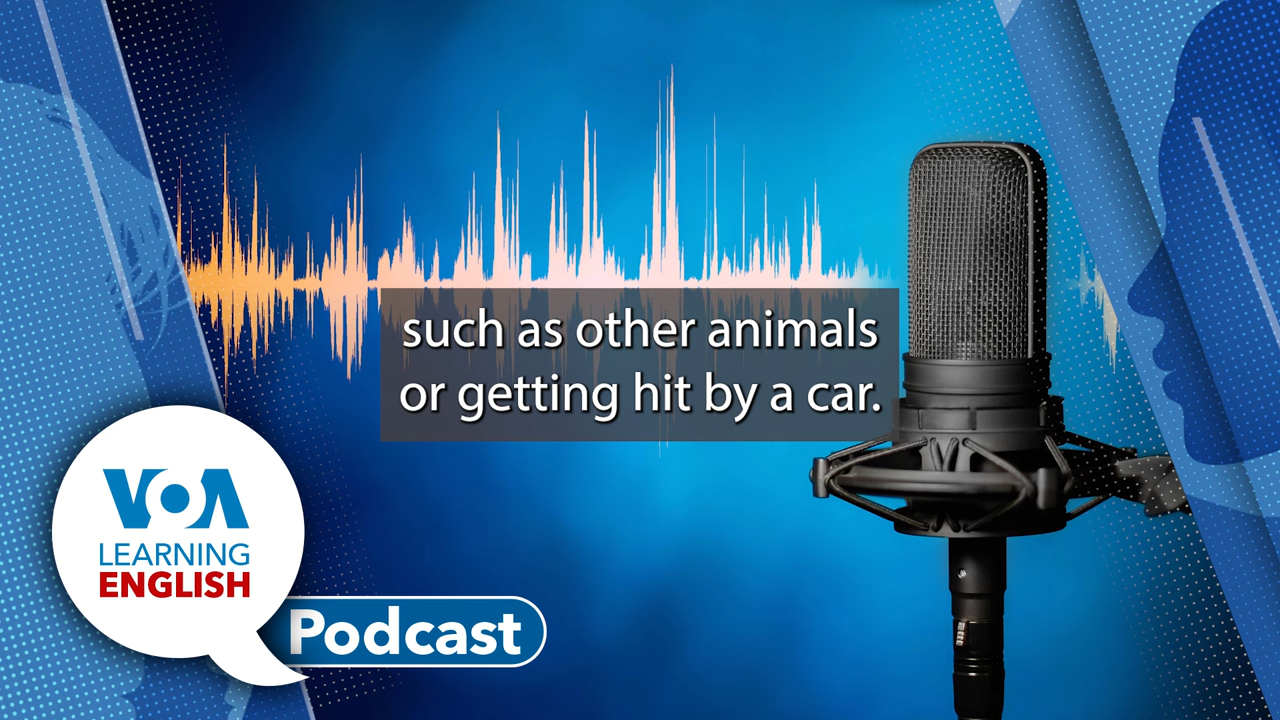 such as other animals
or getting hit by a car.
VOA
LEARNING
ENGLISH
Podcast